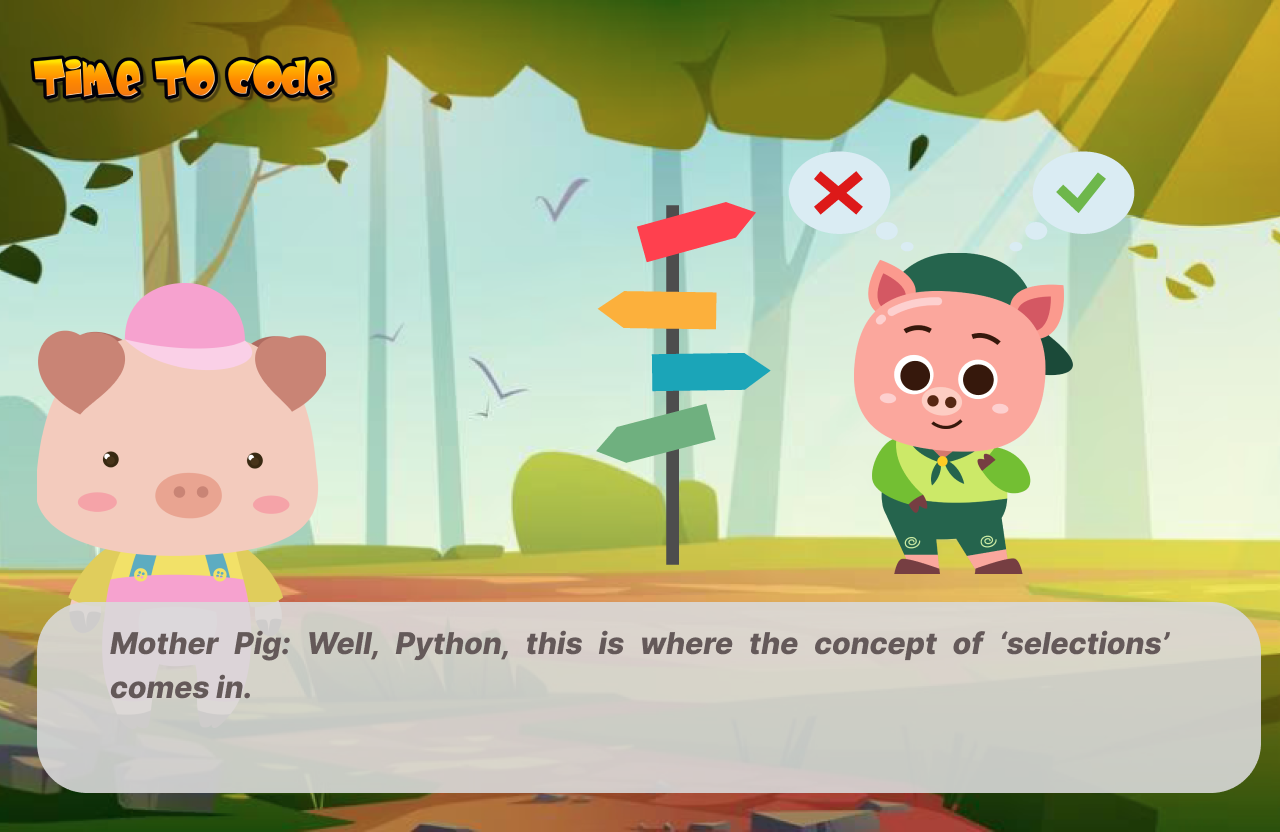 Time To Code
Mother Pig: Well, Python, this is where the concept of ‘selections’
comes in.